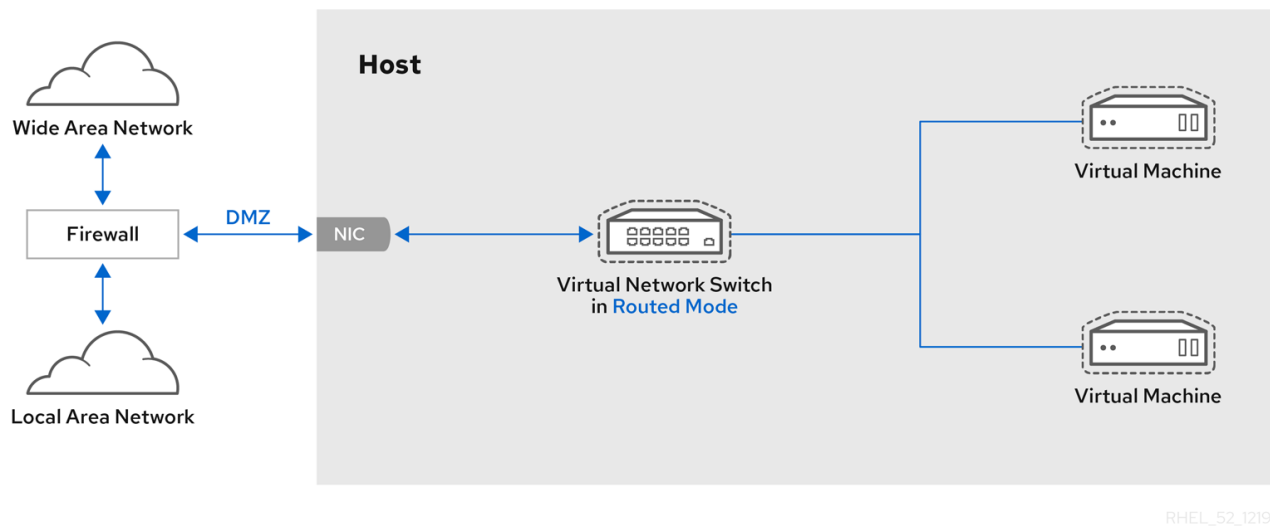 Host
Wide Area Network
Virtual Machine
DMZ
Firewall
NIC
Virtual Network Switch
in Routed Mode
Virtual Machine
Local Area Network
RHEL_52_1219